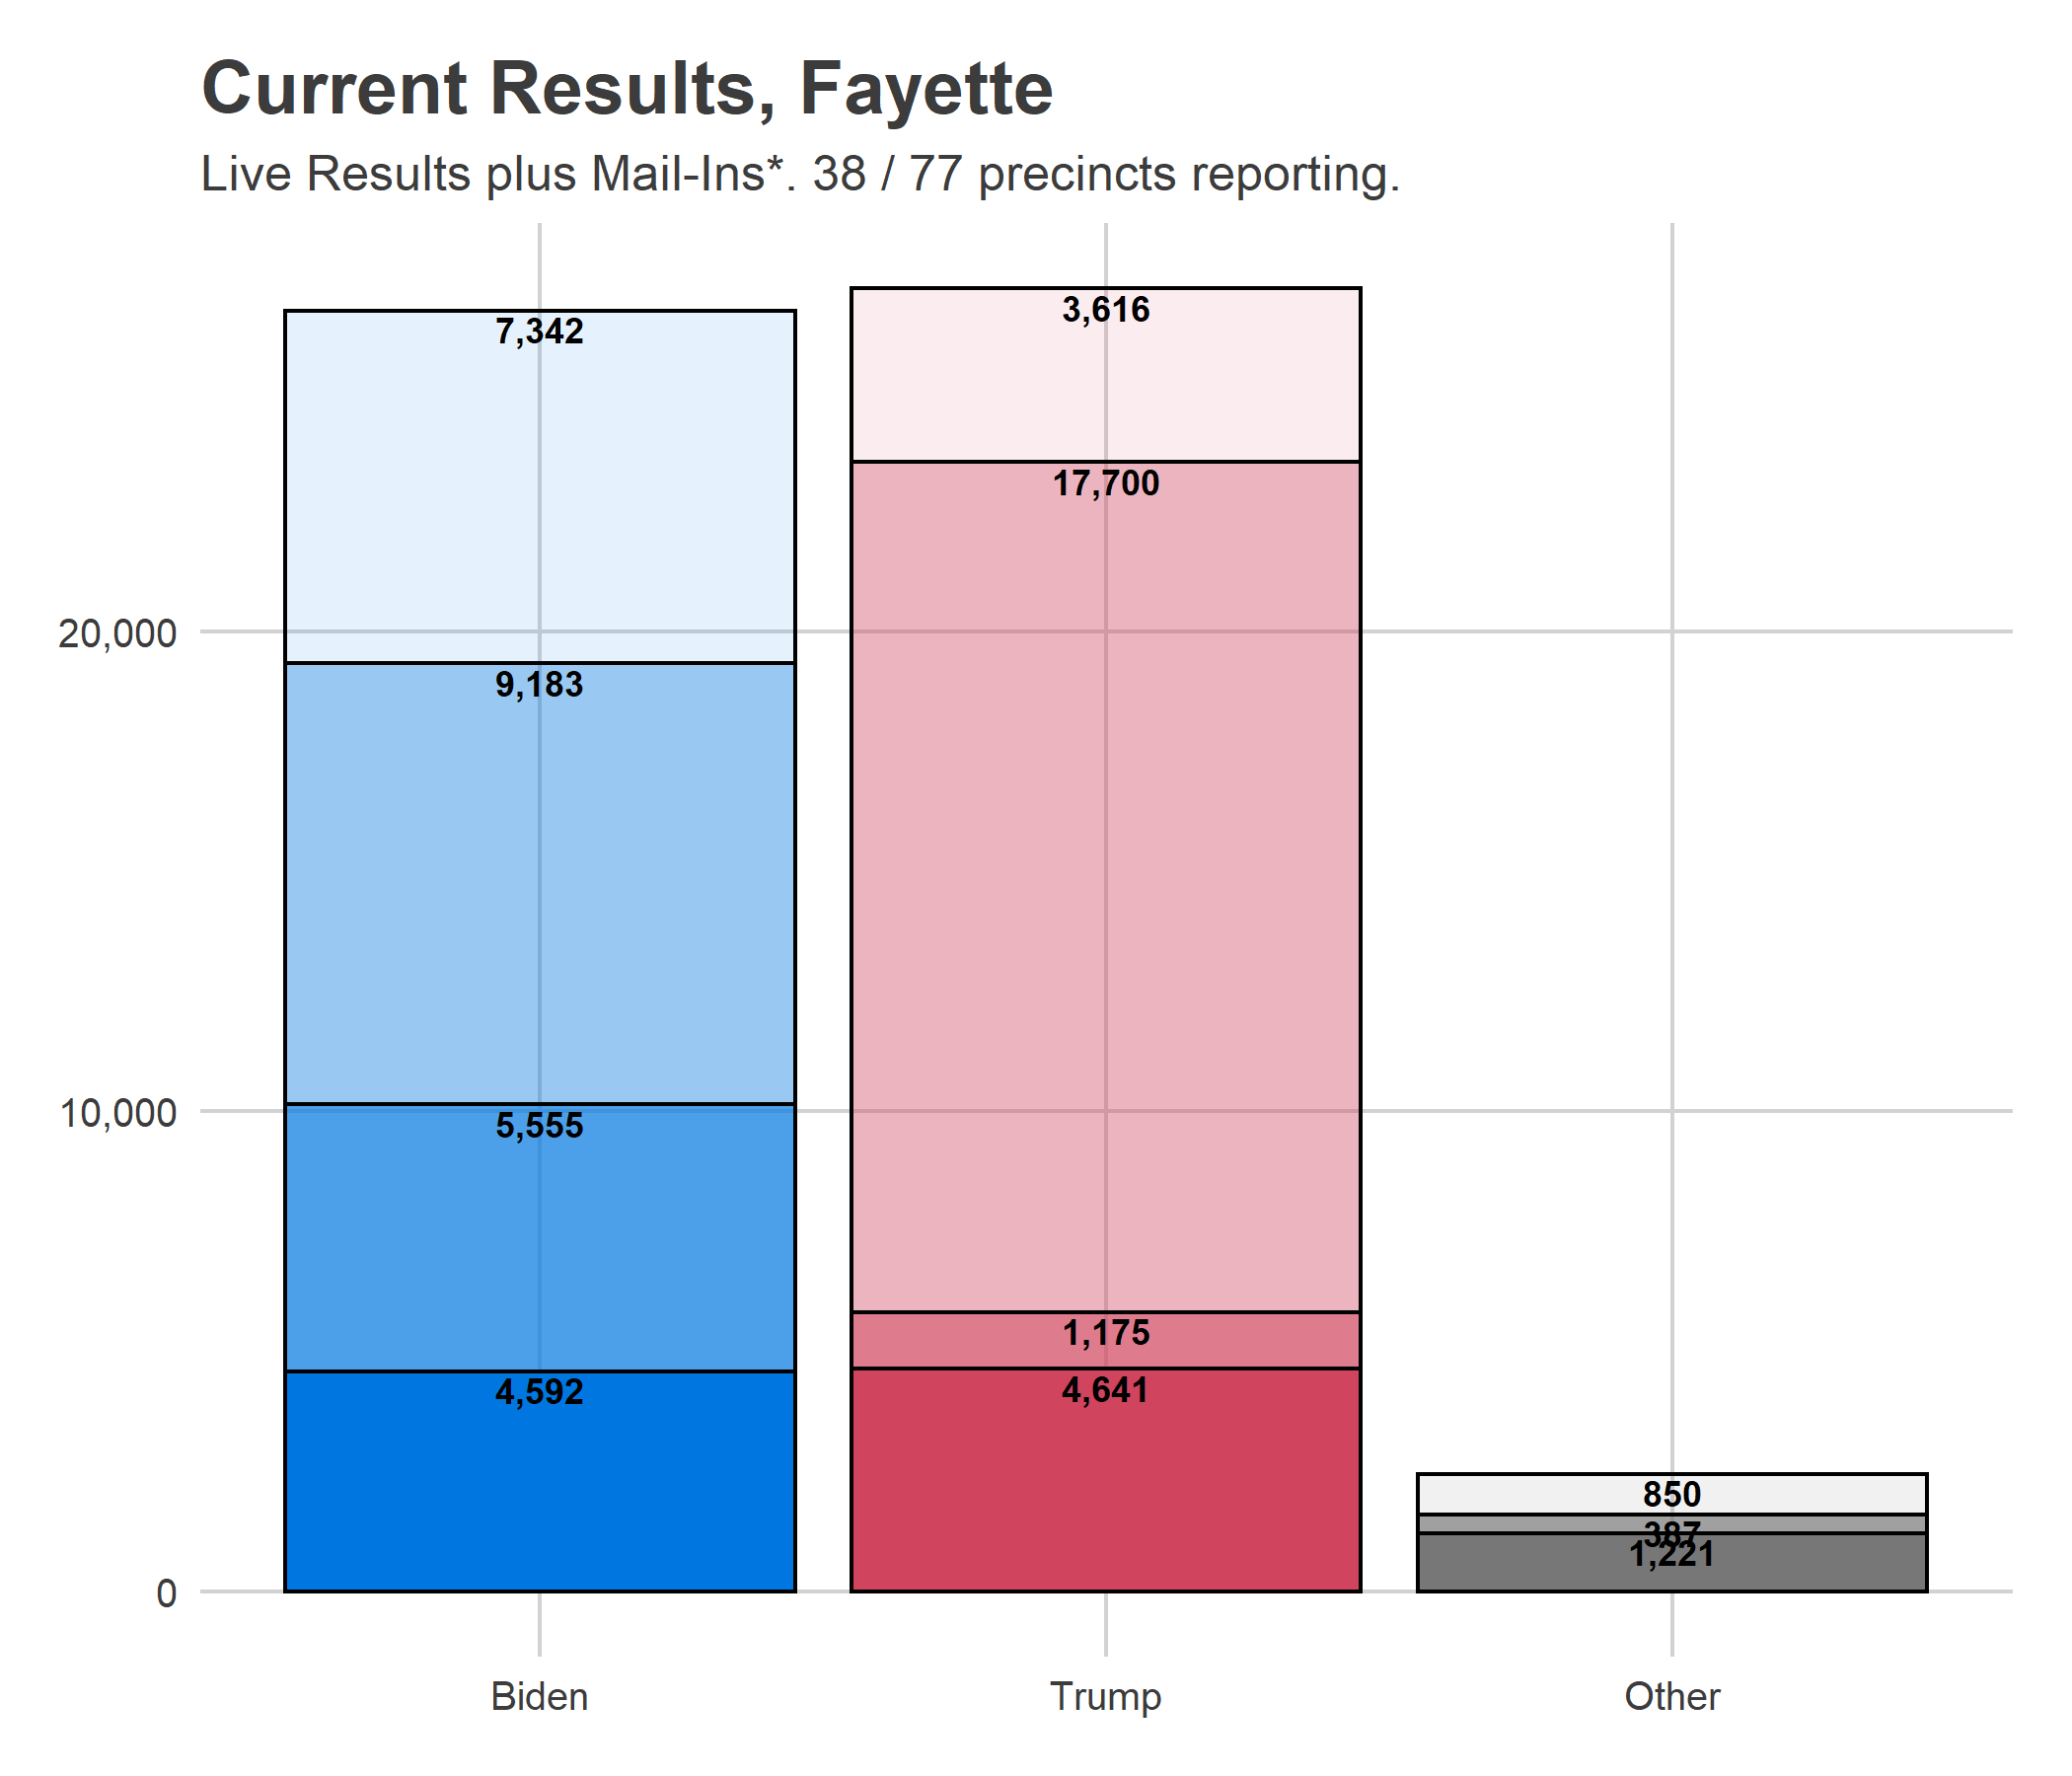 Current Results, Fayette
Live Results plus Mail-Ins*. 38 / 77 precincts reporting.
3,616
7,342
17,700
20,000
9,183
10,000
5,555
1,175
4,592
4,641
850
387
1,221
0
Biden
Trump
Other